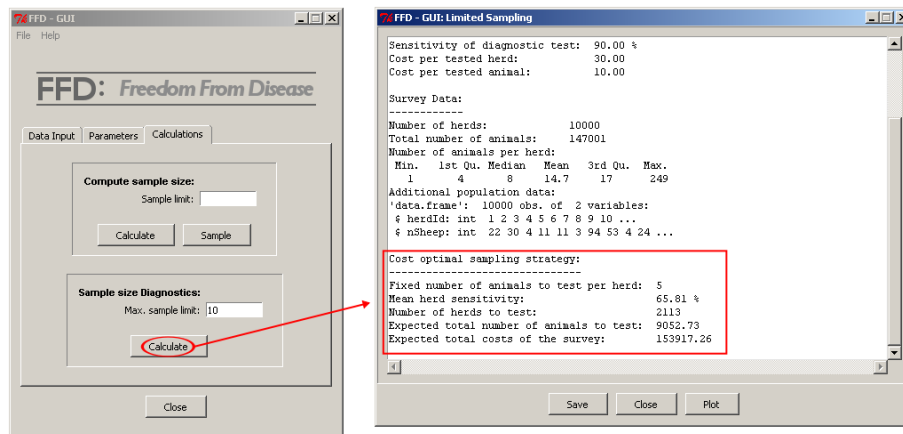 FFD - GUI
File Help
FFD: Freedom From Disease
Data Input Parameters Calculations
Compute sample size:
Sample limit:
Calculate Sample
Sample size Diagnostics:
Max. sample limit: 10
Calculate
Close
FFD - GUI: Limited Sampling
Sensitivity of diagnostic test: 90.00 %
Cost per tested herd: 30.00
Cost per tested animal: 10.00
Survey Data:
------------
Number of herds: 10000
Total number of animals: 147001
Number of animals per herd:
Min. 1st Qu. Median Mean 3rd Qu. Max.
1 4 8 14.7 17 249
Additional population data:
'data.frame': 10000 obs. of 2 variables:
$ herdId: int 1 2 3 4 5 6 7 8 9 10 ...
$ nSheep: int 22 30 4 11 11 3 94 53 4 24 ...
Cost optimal sampling strategy:
-------------------------------
Fixed number of animals to test per herd: 5
Mean herd sensitivity: 65.81 %
Number of herds to test: 2113
Expected total number of animals to test: 9052.73
Expected total costs of the survey: 153917.26
Save Close Plot